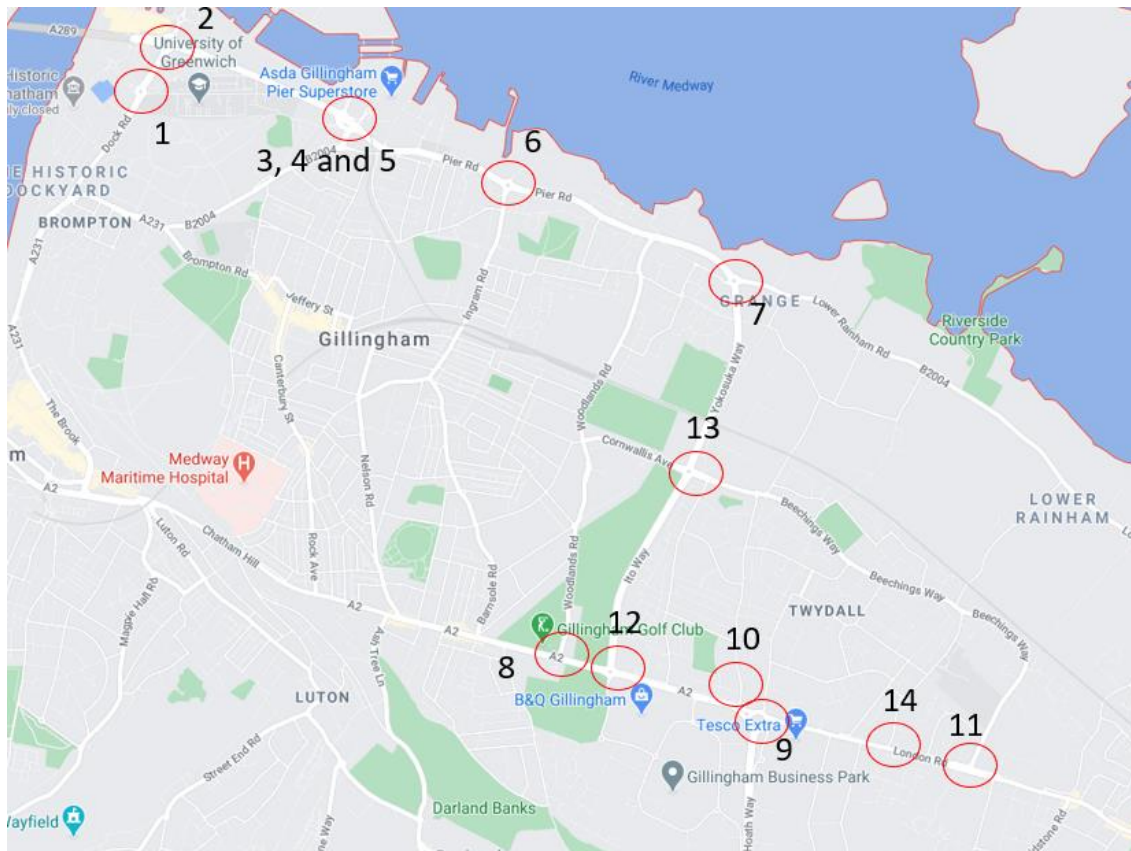 2
A289
University of
Greenwich
Asda Gillingham
Pier Superstore
River Medway
Historic
1
Dock Rd
3, 4 and 5
B2004
6
Pier Rd
Pier Rd
HISTORIC
BROMPTON
A231
B2004
A231
Brompton Rd
Jeffery St
Ingram Rd
GRANGE
7
Lower Rainham Rd
Riverside
Country Park
B2004
Gillingham
A231
Canterbury St
Woodlands Rd
Yokosuka Way
The Brook
13
Cornwallis Ave
Medway
Maritime Hospital
A2
Nelson Rd
LOWER
RAINHAM
Beechings Way
Luton Rd
Chatham Hill
Rock Ave
Woodlands Rd
Ito Way
Beechings Way
Magpie Hall Rd
A2
Barnsole Rd
TWYDALL
Beechings Way
A2
Gillingham Golf Club
12
10
Ash Tree Ln
8
A2
LUTON
B&Q Gillingham
A2
14
11
Tesco Extra
9
London Rd
Street End Rd
Gillingham Business Park
Darland Banks
Hoath Way
Wayfield